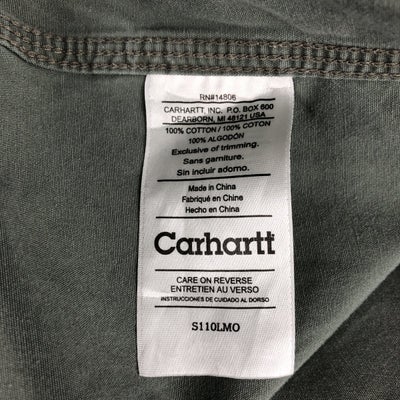 RN#14806
CARHARTT, INC. P.O. BOX 600
DEARBORN, MI 48121 USA
100% COTTON / 100% COTON
100% ALGODÓN
Exclusive of trimming.
Sans garniture.
Sin incluir adorno.
Made in China
Fabriqué en Chine
Hecho en China
Carhartt
CARE ON REVERSE
ENTRETIEN AU VERSO
INSTRUCCIONES DE CUIDADO AL DORSO
S110LMO